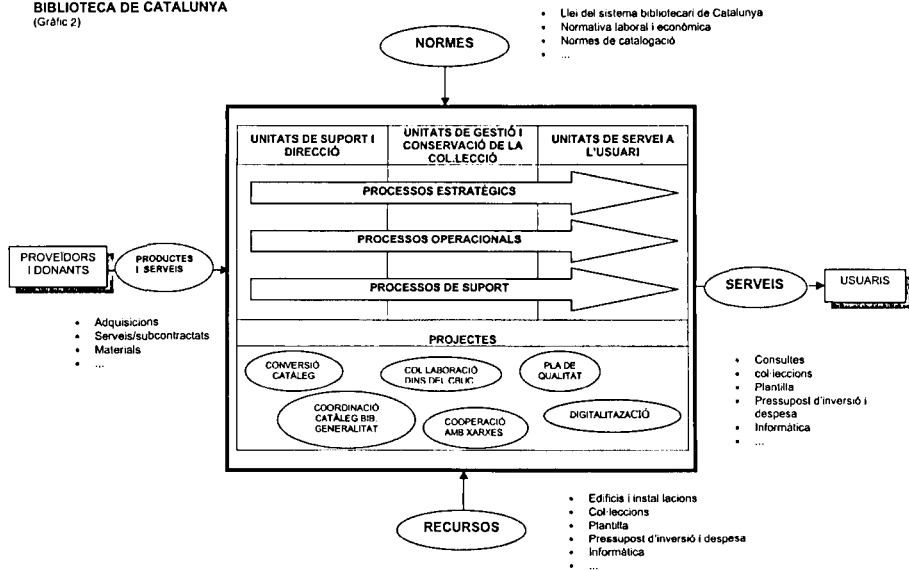 BIBLIOTECA DE CATALUNYA
(Gràfic 2)
NORMES
• Llei del sistema bibliotecari de Catalunya
• Normativa laboral i econòmica
• Normes de catalogació
• ...
UNITATS DE SUPORT I
DIRECCIÓ
UNITATS DE GESTIÓ I
CONSERVACIÓ DE LA
COL.LECCIÓ
UNITATS DE SERVEI A
L'USUARI
PROCESSOS ESTRATÈGICS
PROCESSOS OPERACIONALS
PROCESSOS DE SUPORT
PROVEÏDORS
I DONANTS
PRODUCTES
I SERVEIS
• Adquisicions
• Serveis/subcontractats
• Materials
• ...
SERVEIS
USUARIS
• Consultes
• col·leccions
• Plantilla
• Pressupost d'inversió i
despesa
• Informàtica
• ...
PROJECTES
CONVERSIÓ
CATÀLEG
COL LABORACIÓ
DINS DEL CBUC
PLA DE
QUALITAT
COORDINACIÓ
CATÀLEG BIB.
GENERALITAT
COOPERACIÓ
AMB XARXES
DIGITALITZACIÓ
RECURSOS
• Edificis i instal lacions
• Col·leccions
• Plantilla
• Pressupost d'inversió i despesa
• Informàtica
• ...